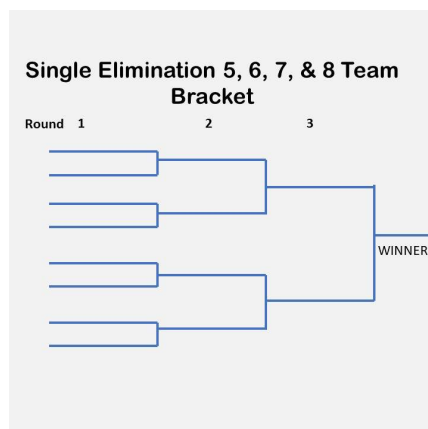 Single Elimination 5, 6, 7, & 8 Team
Bracket
Round 1 2 3
WINNER